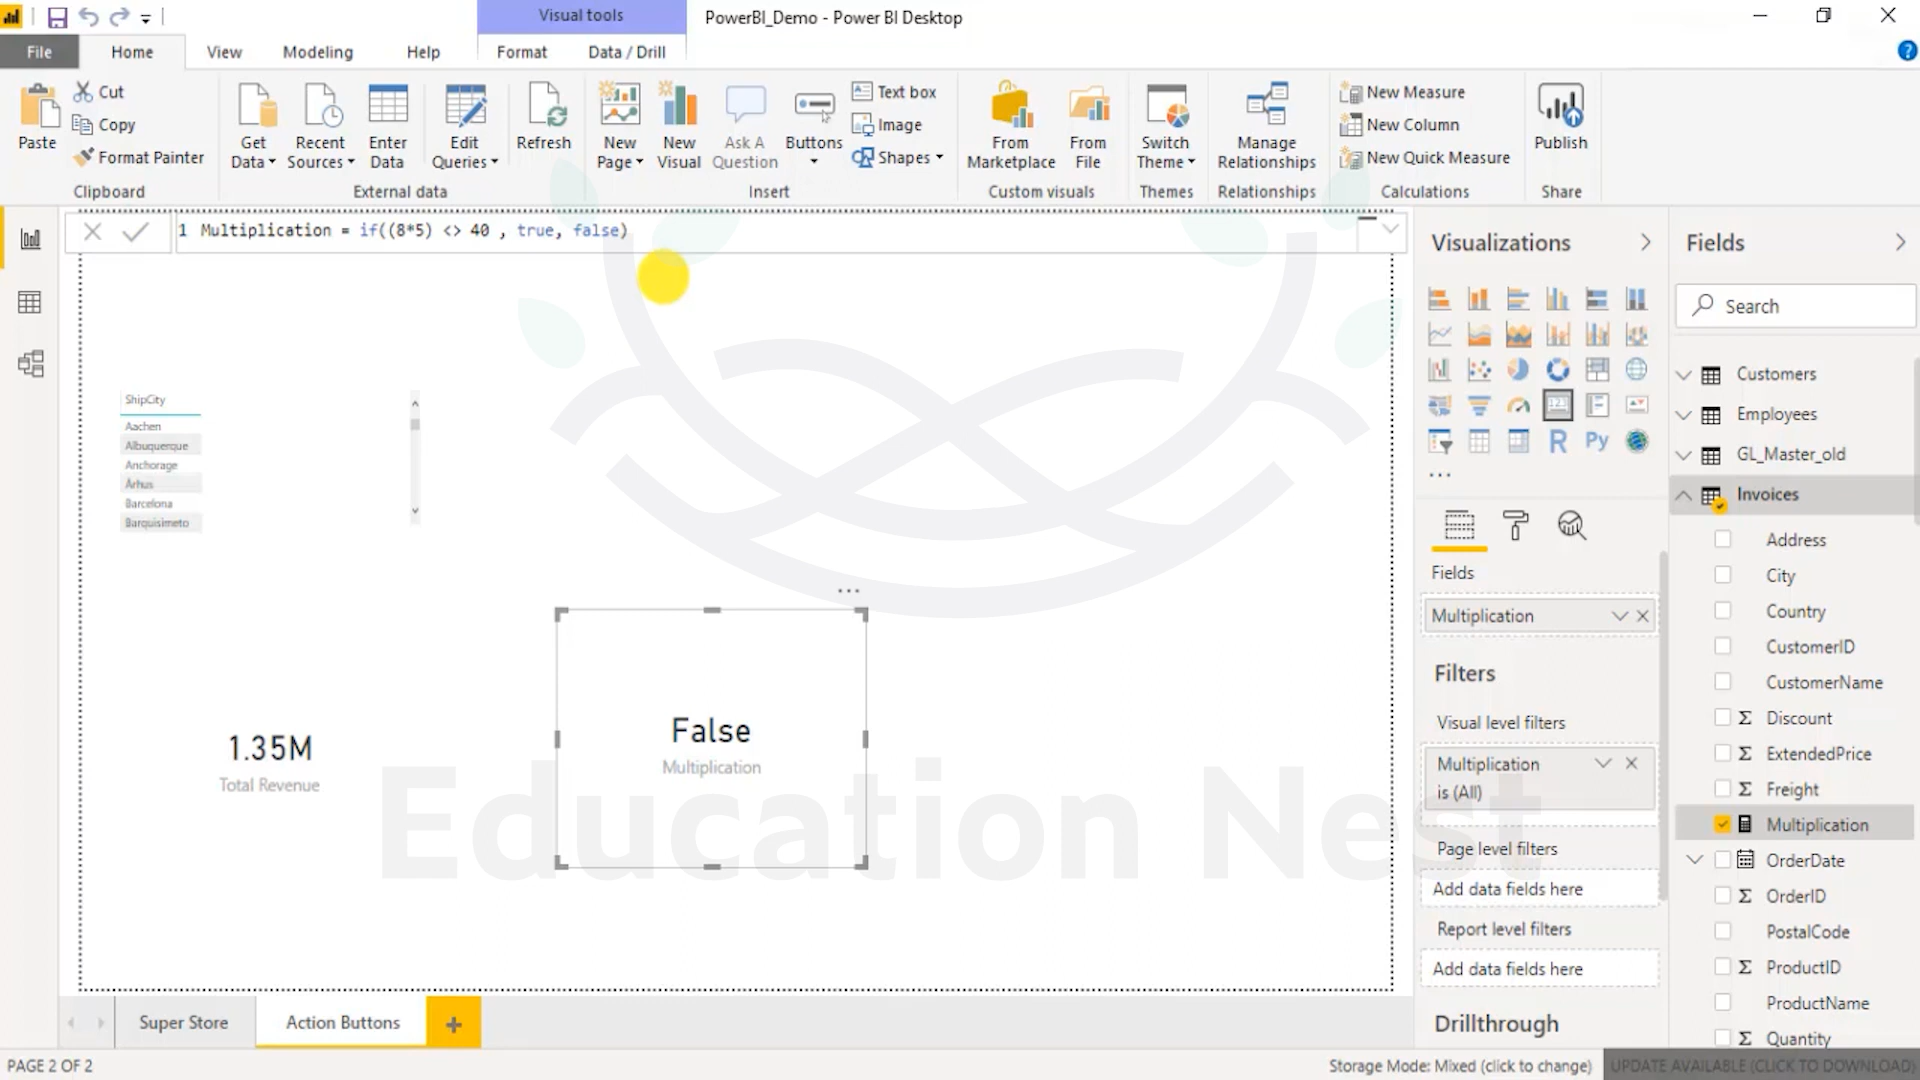 Visual tools
PowerBI_Demo - Power BI Desktop
File Home View Modeling Help Format Data / Drill
Paste
Cut
Copy
Format Painter
Clipboard
Get Data
Recent Sources
Enter Data
Edit Queries
Refresh
External data
New Page
New Visual
Ask A Question
Buttons
Text box
Image
Shapes
Insert
From Marketplace
From File
Custom visuals
Switch Theme
Themes
Manage Relationships
Relationships
New Measure
New Column
New Quick Measure
Calculations
Publish
Share
1 Multiplication = if((8*5) <> 40 , true, false)
ShipCity
Aachen
Albuquerque
Anchorage
Århus
Barcelona
Barquisimeto
1.35M
Total Revenue
False
Multiplication
Education Nest
Visualizations
R
Py
Fields
Multiplication
Filters
Visual level filters
Multiplication
is (All)
Page level filters
Add data fields here
Report level filters
Add data fields here
Drillthrough
Fields
Search
Customers
Employees
GL_Master_old
Invoices
Address
City
Country
CustomerID
CustomerName
Discount
ExtendedPrice
Freight
Multiplication
OrderDate
OrderID
PostalCode
ProductID
ProductName
Quantity
Super Store
Action Buttons
PAGE 2 OF 2
Storage Mode: Mixed (click to change)
UPDATE AVAILABLE (CLICK TO DOWNLOAD)